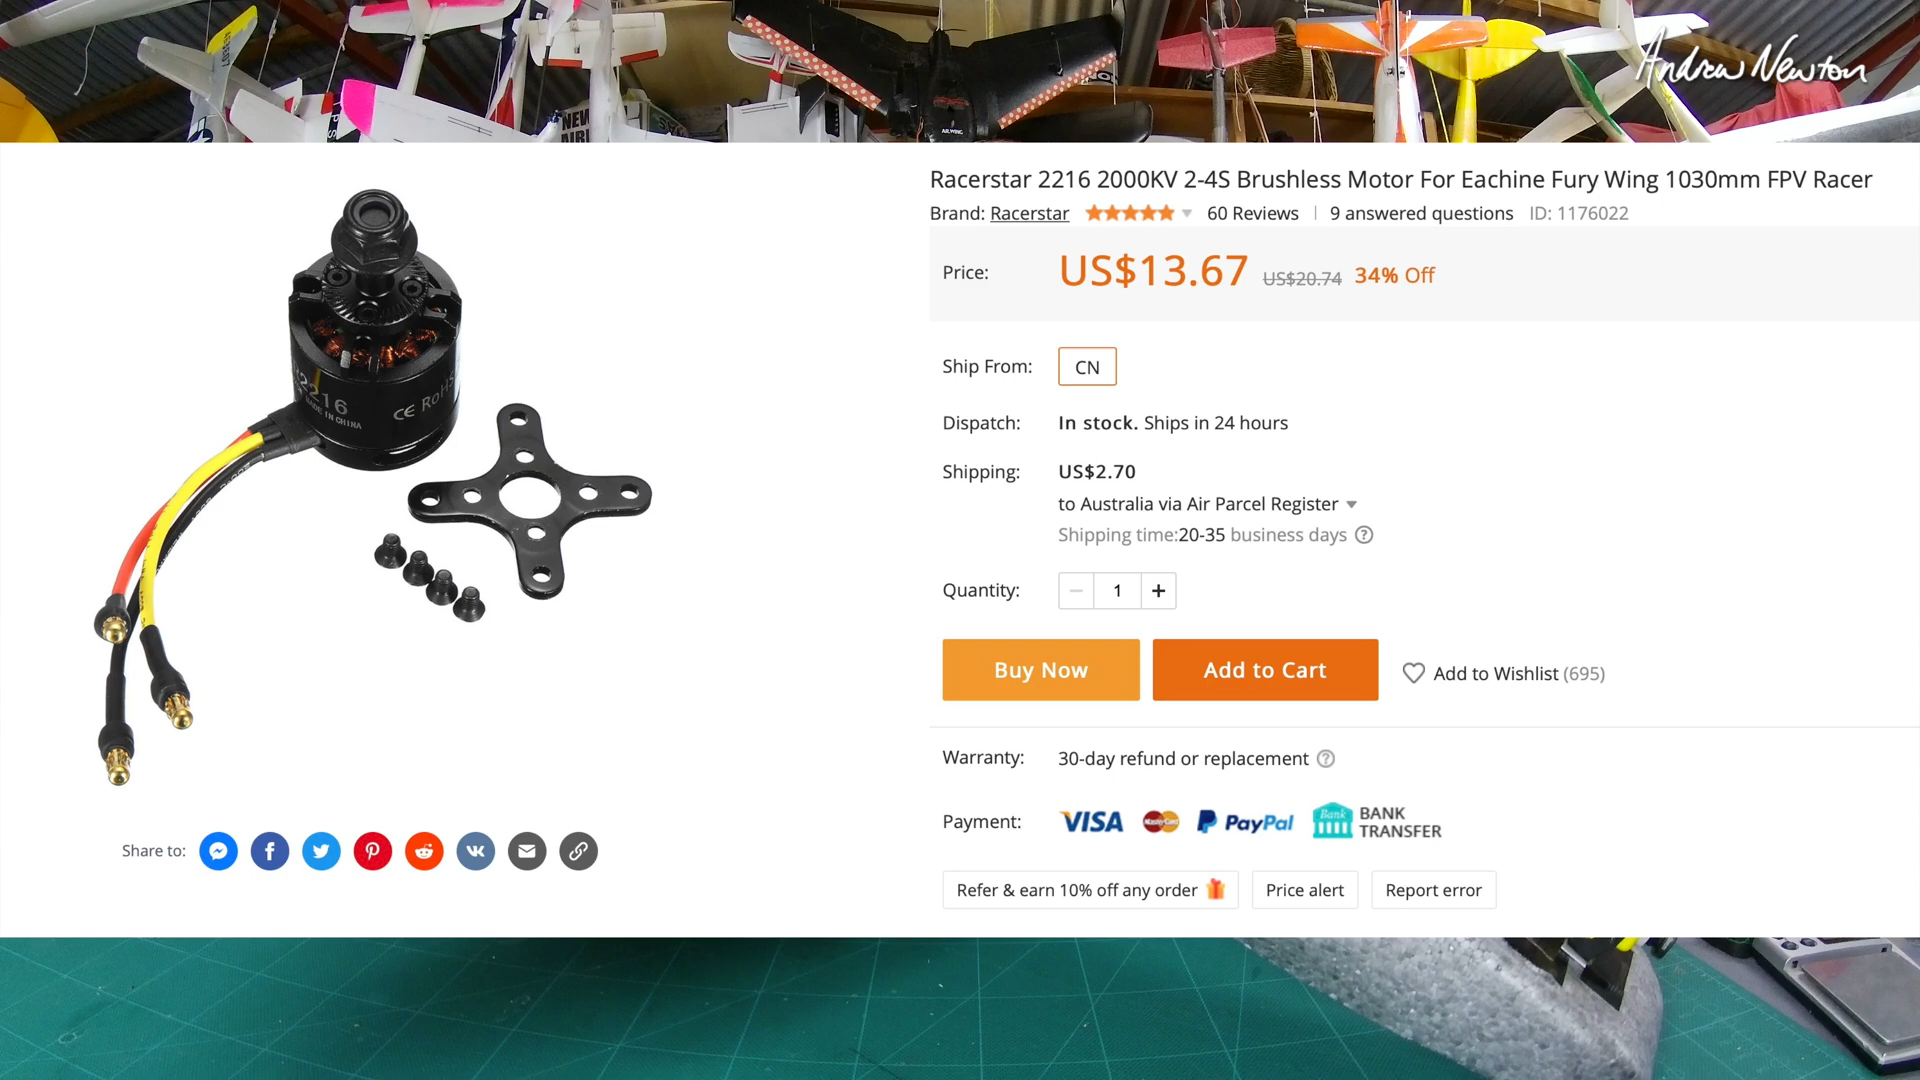 Andrew Newton
AIR WING
Racerstar 2216 2000KV 2-4S Brushless Motor For Eachine Fury Wing 1030mm FPV Racer
Brand: Racerstar 60 Reviews | 9 answered questions ID: 1176022
Price: US$13.67 US$20.74 34% Off
Ship From: CN
Dispatch: In stock. Ships in 24 hours
Shipping: US$2.70
to Australia via Air Parcel Register
Shipping time:20-35 business days ?
Quantity: − 1 +
Buy Now Add to Cart Add to Wishlist (695)
Warranty: 30-day refund or replacement ?
Payment: VISA MasterCard PayPal Bank BANK TRANSFER
Refer & earn 10% off any order Price alert Report error
2216
MADE IN CHINA
CE RoHS
Share to: